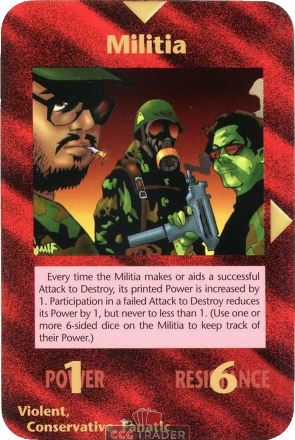 Militia
Every time the Militia makes or aids a successful
Attack to Destroy, its printed Power is increased by
1. Participation in a failed Attack to Destroy reduces
its Power by 1, but never to less than 1. (Use one or
more 6-sided dice on the Militia to keep track of
their Power.)
POWER 1 RESISTANCE 6
Violent,
Conservative, Fanatic
CCGTRADER